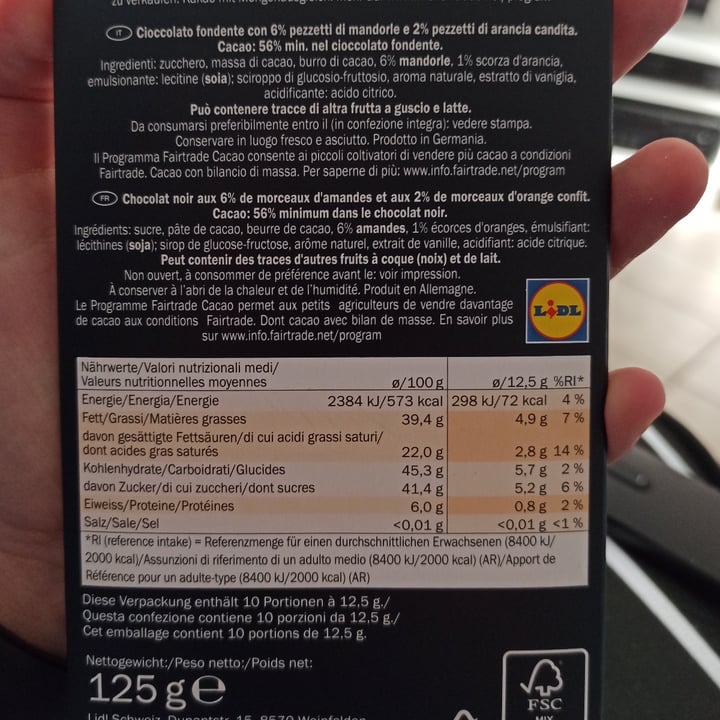 zu verkaufen.
IT Cioccolato fondente con 6% pezzetti di mandorle e 2% pezzetti di arancia candita.
Cacao: 56% min. nel cioccolato fondente.
Ingredienti: zucchero, massa di cacao, burro di cacao, 6% mandorle, 1% scorza d'arancia,
emulsionante: lecitine (soia); sciroppo di glucosio-fruttosio, aroma naturale, estratto di vaniglia,
acidificante: acido citrico.
Può contenere tracce di altra frutta a guscio e latte.
Da consumarsi preferibilmente entro il (in confezione integra): vedere stampa.
Conservare in luogo fresco e asciutto. Prodotto in Germania.
Il Programma Fairtrade Cacao consente ai piccoli coltivatori di vendere più cacao a condizioni
Fairtrade. Cacao con bilancio di massa. Per saperne di più: www.info.fairtrade.net/program
FR Chocolat noir aux 6% de morceaux d'amandes et aux 2% de morceaux d'orange confit.
Cacao: 56% minimum dans le chocolat noir.
Ingrédients: sucre, pâte de cacao, beurre de cacao, 6% amandes, 1% écorces d'oranges, émulsifiant:
lécithines (soja); sirop de glucose-fructose, arôme naturel, extrait de vanille, acidifiant: acide citrique.
Peut contenir des traces d'autres fruits à coque (noix) et de lait.
Non ouvert, à consommer de préférence avant le: voir impression.
À conserver à l'abri de la chaleur et de l'humidité. Produit en Allemagne.
Le Programme Fairtrade Cacao permet aux petits agriculteurs de vendre davantage
de cacao aux conditions Fairtrade. Dont cacao avec bilan de masse. En savoir plus
sur www.info.fairtrade.net/program
LIDL
Nährwerte/Valori nutrizionali medi/
Valeurs nutritionnelles moyennes ø/100 g ø/12,5 g %RI*
Energie/Energia/Energie 2384 kJ/573 kcal 298 kJ/72 kcal 4 %
Fett/Grassi/Matières grasses 39,4 g 4,9 g 7 %
davon gesättigte Fettsäuren/di cui acidi grassi saturi/
dont acides gras saturés 22,0 g 2,8 g 14 %
Kohlenhydrate/Carboidrati/Glucides 45,3 g 5,7 g 2 %
davon Zucker/di cui zuccheri/dont sucres 41,4 g 5,2 g 6 %
Eiweiss/Proteine/Protéines 6,0 g 0,8 g 2 %
Salz/Sale/Sel <0,01 g <0,01 g <1 %
*RI (reference intake) = Referenzmenge für einen durchschnittlichen Erwachsenen (8400 kJ/
2000 kcal)/Assunzioni di riferimento di un adulto medio (8400 kJ/2000 kcal) (AR)/Apport de
Référence pour un adulte-type (8400 kJ/2000 kcal) (AR)
Diese Verpackung enthält 10 Portionen à 12,5 g./
Questa confezione contiene 10 porzioni da 12,5 g./
Cet emballage contient 10 portions de 12,5 g.
Nettogewicht:/Peso netto:/Poids net:
125 g e
FSC
MIX
Lidl Schweiz, Dunantstr. 15, 8570 Weinfelden